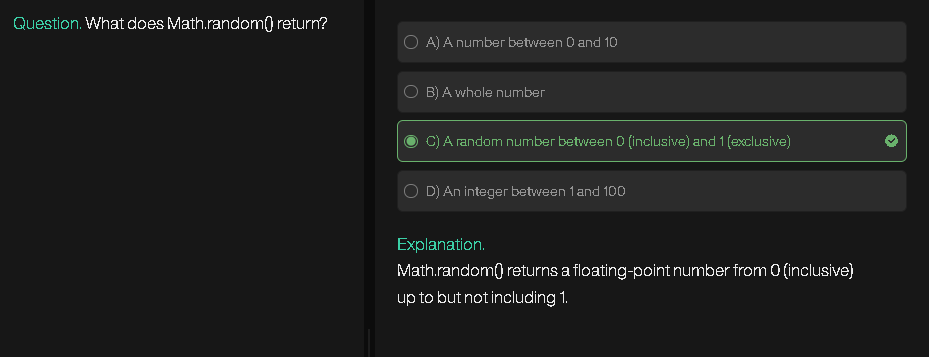 Question. What does Math.random() return?
A) A number between 0 and 10
B) A whole number
C) A random number between 0 (inclusive) and 1 (exclusive)
D) An integer between 1 and 100
Explanation.
Math.random() returns a floating-point number from 0 (inclusive)
up to but not including 1.